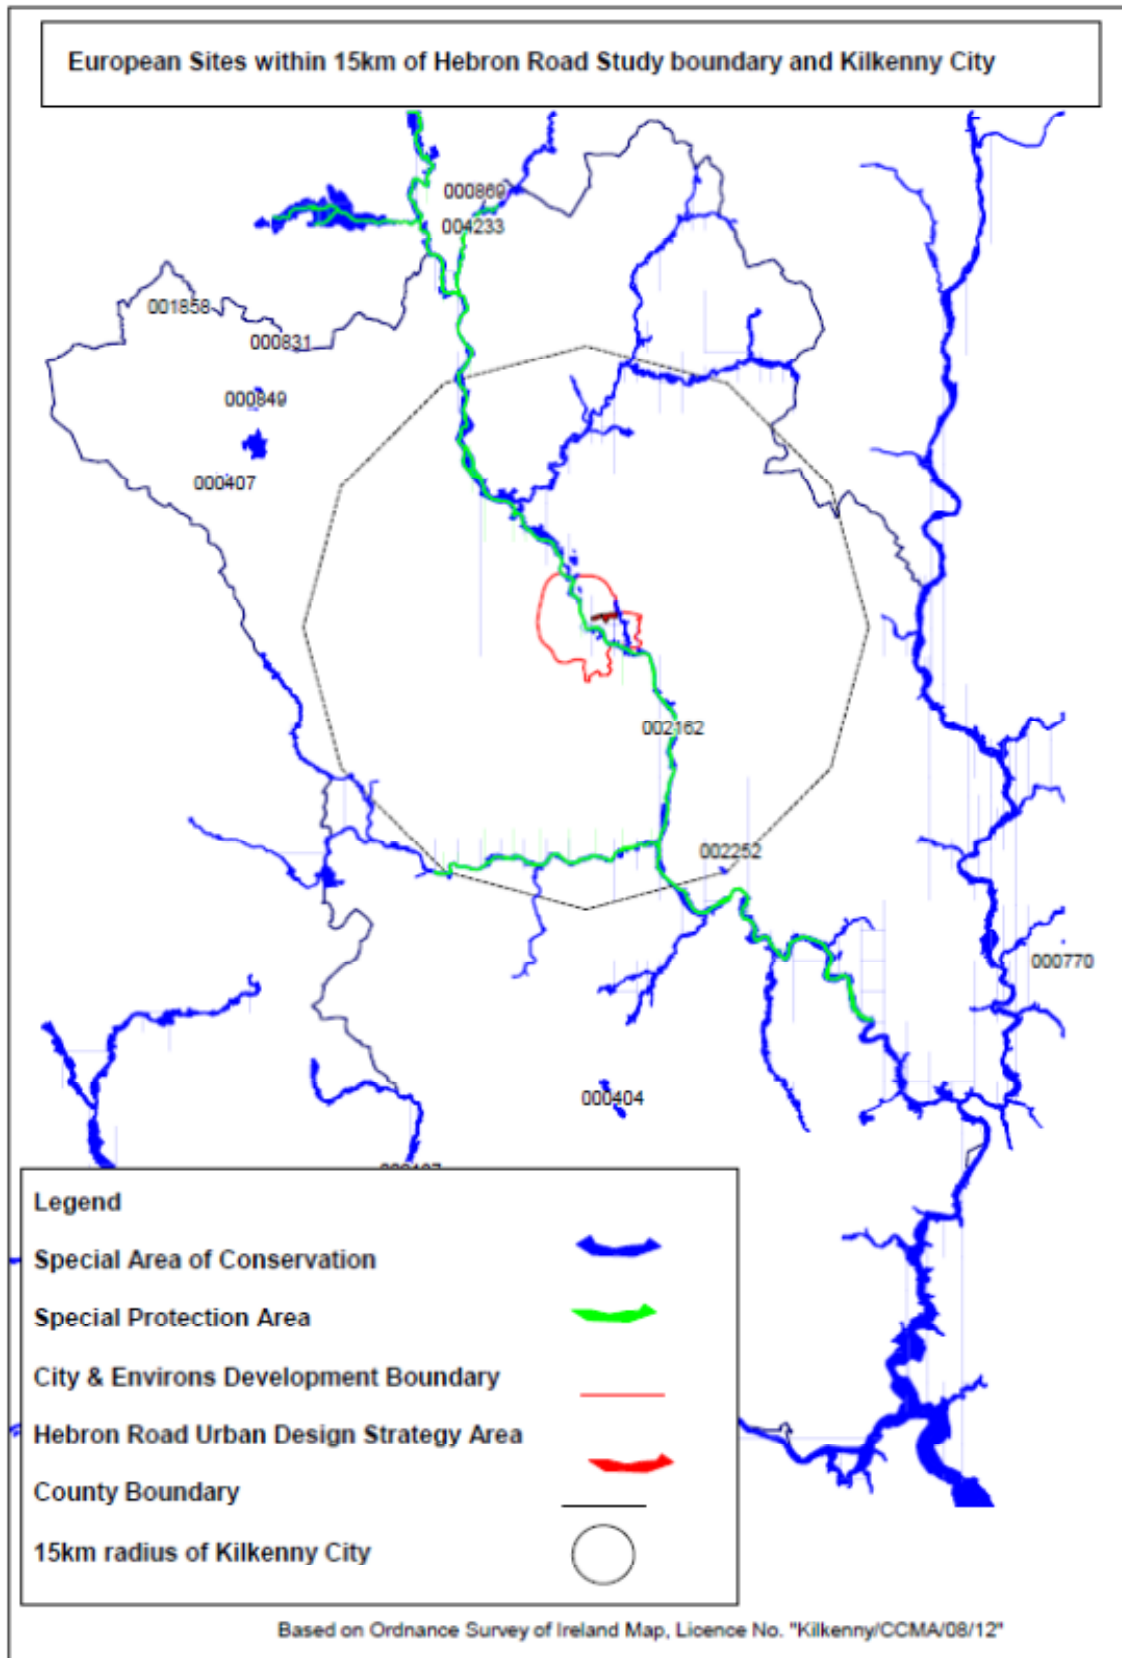 European Sites within 15km of Hebron Road Study boundary and Kilkenny City
000869
004233
001858
000831
000849
000407
002162
002252
000770
000404
Legend
Special Area of Conservation
Special Protection Area
City & Environs Development Boundary
Hebron Road Urban Design Strategy Area
County Boundary
15km radius of Kilkenny City
Based on Ordnance Survey of Ireland Map, Licence No. "Kilkenny/CCMA/08/12"